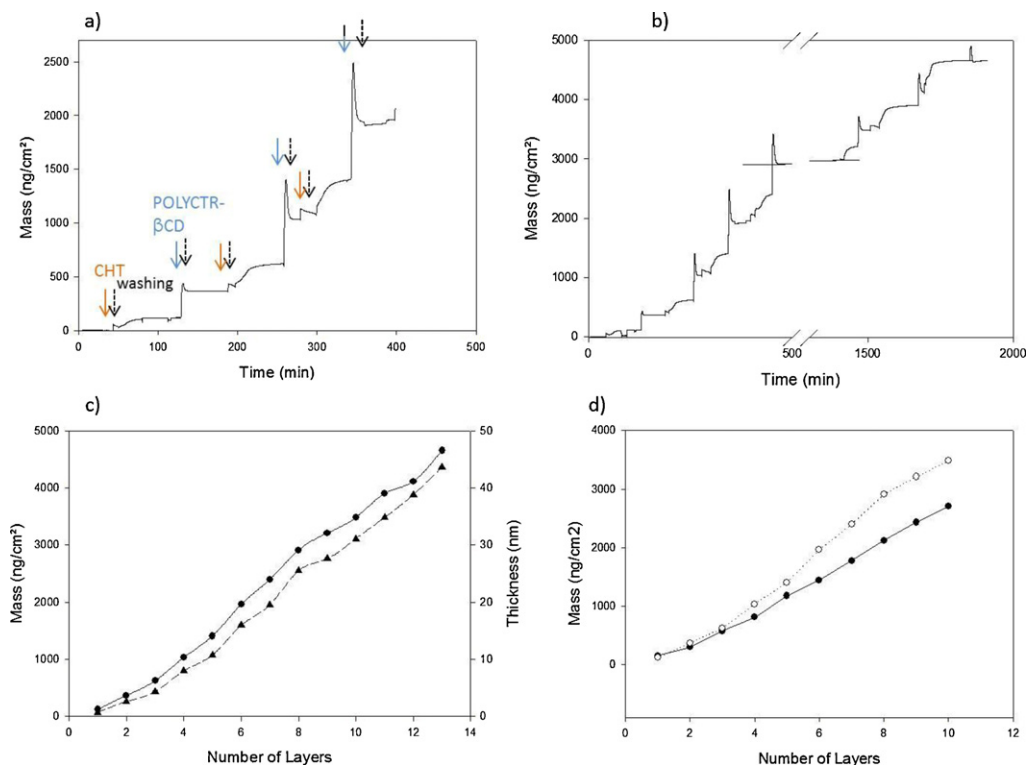 a)
2500
2000
1500
1000
500
0
Mass (ng/cm²)
POLYCTR-
βCD
CHT
washing
0 100 200 300 400 500
Time (min)
b)
5000
4000
3000
2000
1000
0
Mass (ng/cm²)
0 500 1500 2000
Time (min)
c)
5000
4000
3000
2000
1000
0
Mass (ng/cm²)
50
40
30
20
10
0
Thickness (nm)
0 2 4 6 8 10 12 14
Number of Layers
d)
4000
3000
2000
1000
0
Mass (ng/cm2)
0 2 4 6 8 10 12
Number of Layers